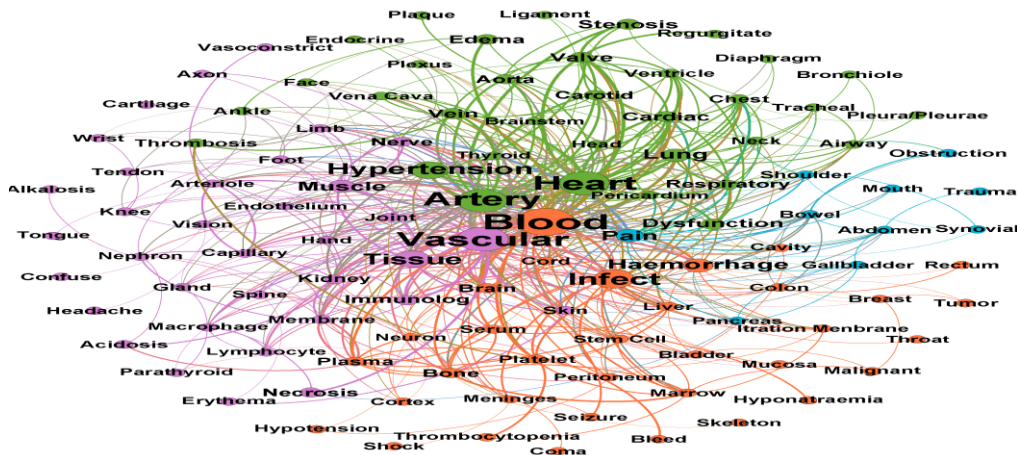 Plaque
Ligament
Stenosis
Regurgitate
Vasoconstrict
Endocrine
Edema
Plexus
Valve
Diaphragm
Axon
Face
Aorta
Ventricle
Bronchiole
Cartilage
Ankle
Vena Cava
Vein
Carotid
Chest
Tracheal
Brainstem
Cardiac
Pleura/Pleurae
Wrist
Thrombosis
Limb
Nerve
Head
Neck
Airway
Tendon
Foot
Thyroid
Lung
Obstruction
Alkalosis
Arteriole
Hypertension
Heart
Respiratory
Shoulder
Mouth
Trauma
Muscle
Pericardium
Knee
Endothelium
Artery
Bowel
Tongue
Vision
Joint
Blood
Dysfunction
Abdomen
Synovial
Nephron
Capillary
Hand
Vascular
Pain
Cavity
Confuse
Gland
Kidney
Tissue
Cord
Haemorrhage
Gallbladder
Rectum
Headache
Spine
Immunolog
Brain
Infect
Colon
Breast
Tumor
Macrophage
Membrane
Skin
Liver
Pancreas
Acidosis
Lymphocyte
Neuron
Serum
Stem Cell
Itration Menbrane
Throat
Parathyroid
Plasma
Platelet
Bladder
Mucosa
Malignant
Bone
Peritoneum
Erythema
Necrosis
Cortex
Meninges
Marrow
Hyponatraemia
Seizure
Hypotension
Thrombocytopenia
Bleed
Skeleton
Shock
Coma